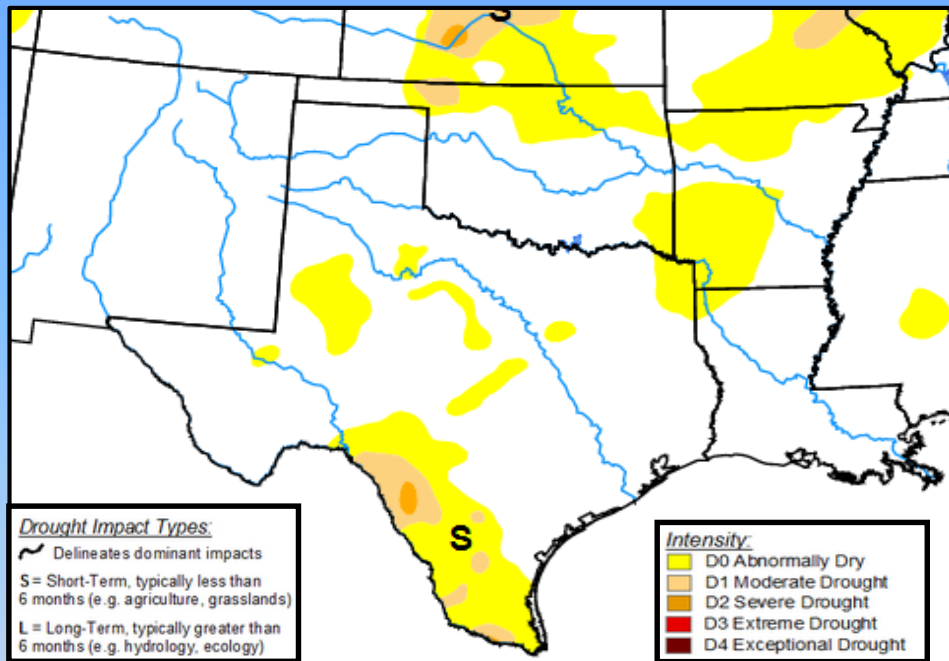 S
S
Drought Impact Types:
Delineates dominant impacts
S = Short-Term, typically less than
6 months (e.g. agriculture, grasslands)
L = Long-Term, typically greater than
6 months (e.g. hydrology, ecology)
Intensity:
D0 Abnormally Dry
D1 Moderate Drought
D2 Severe Drought
D3 Extreme Drought
D4 Exceptional Drought